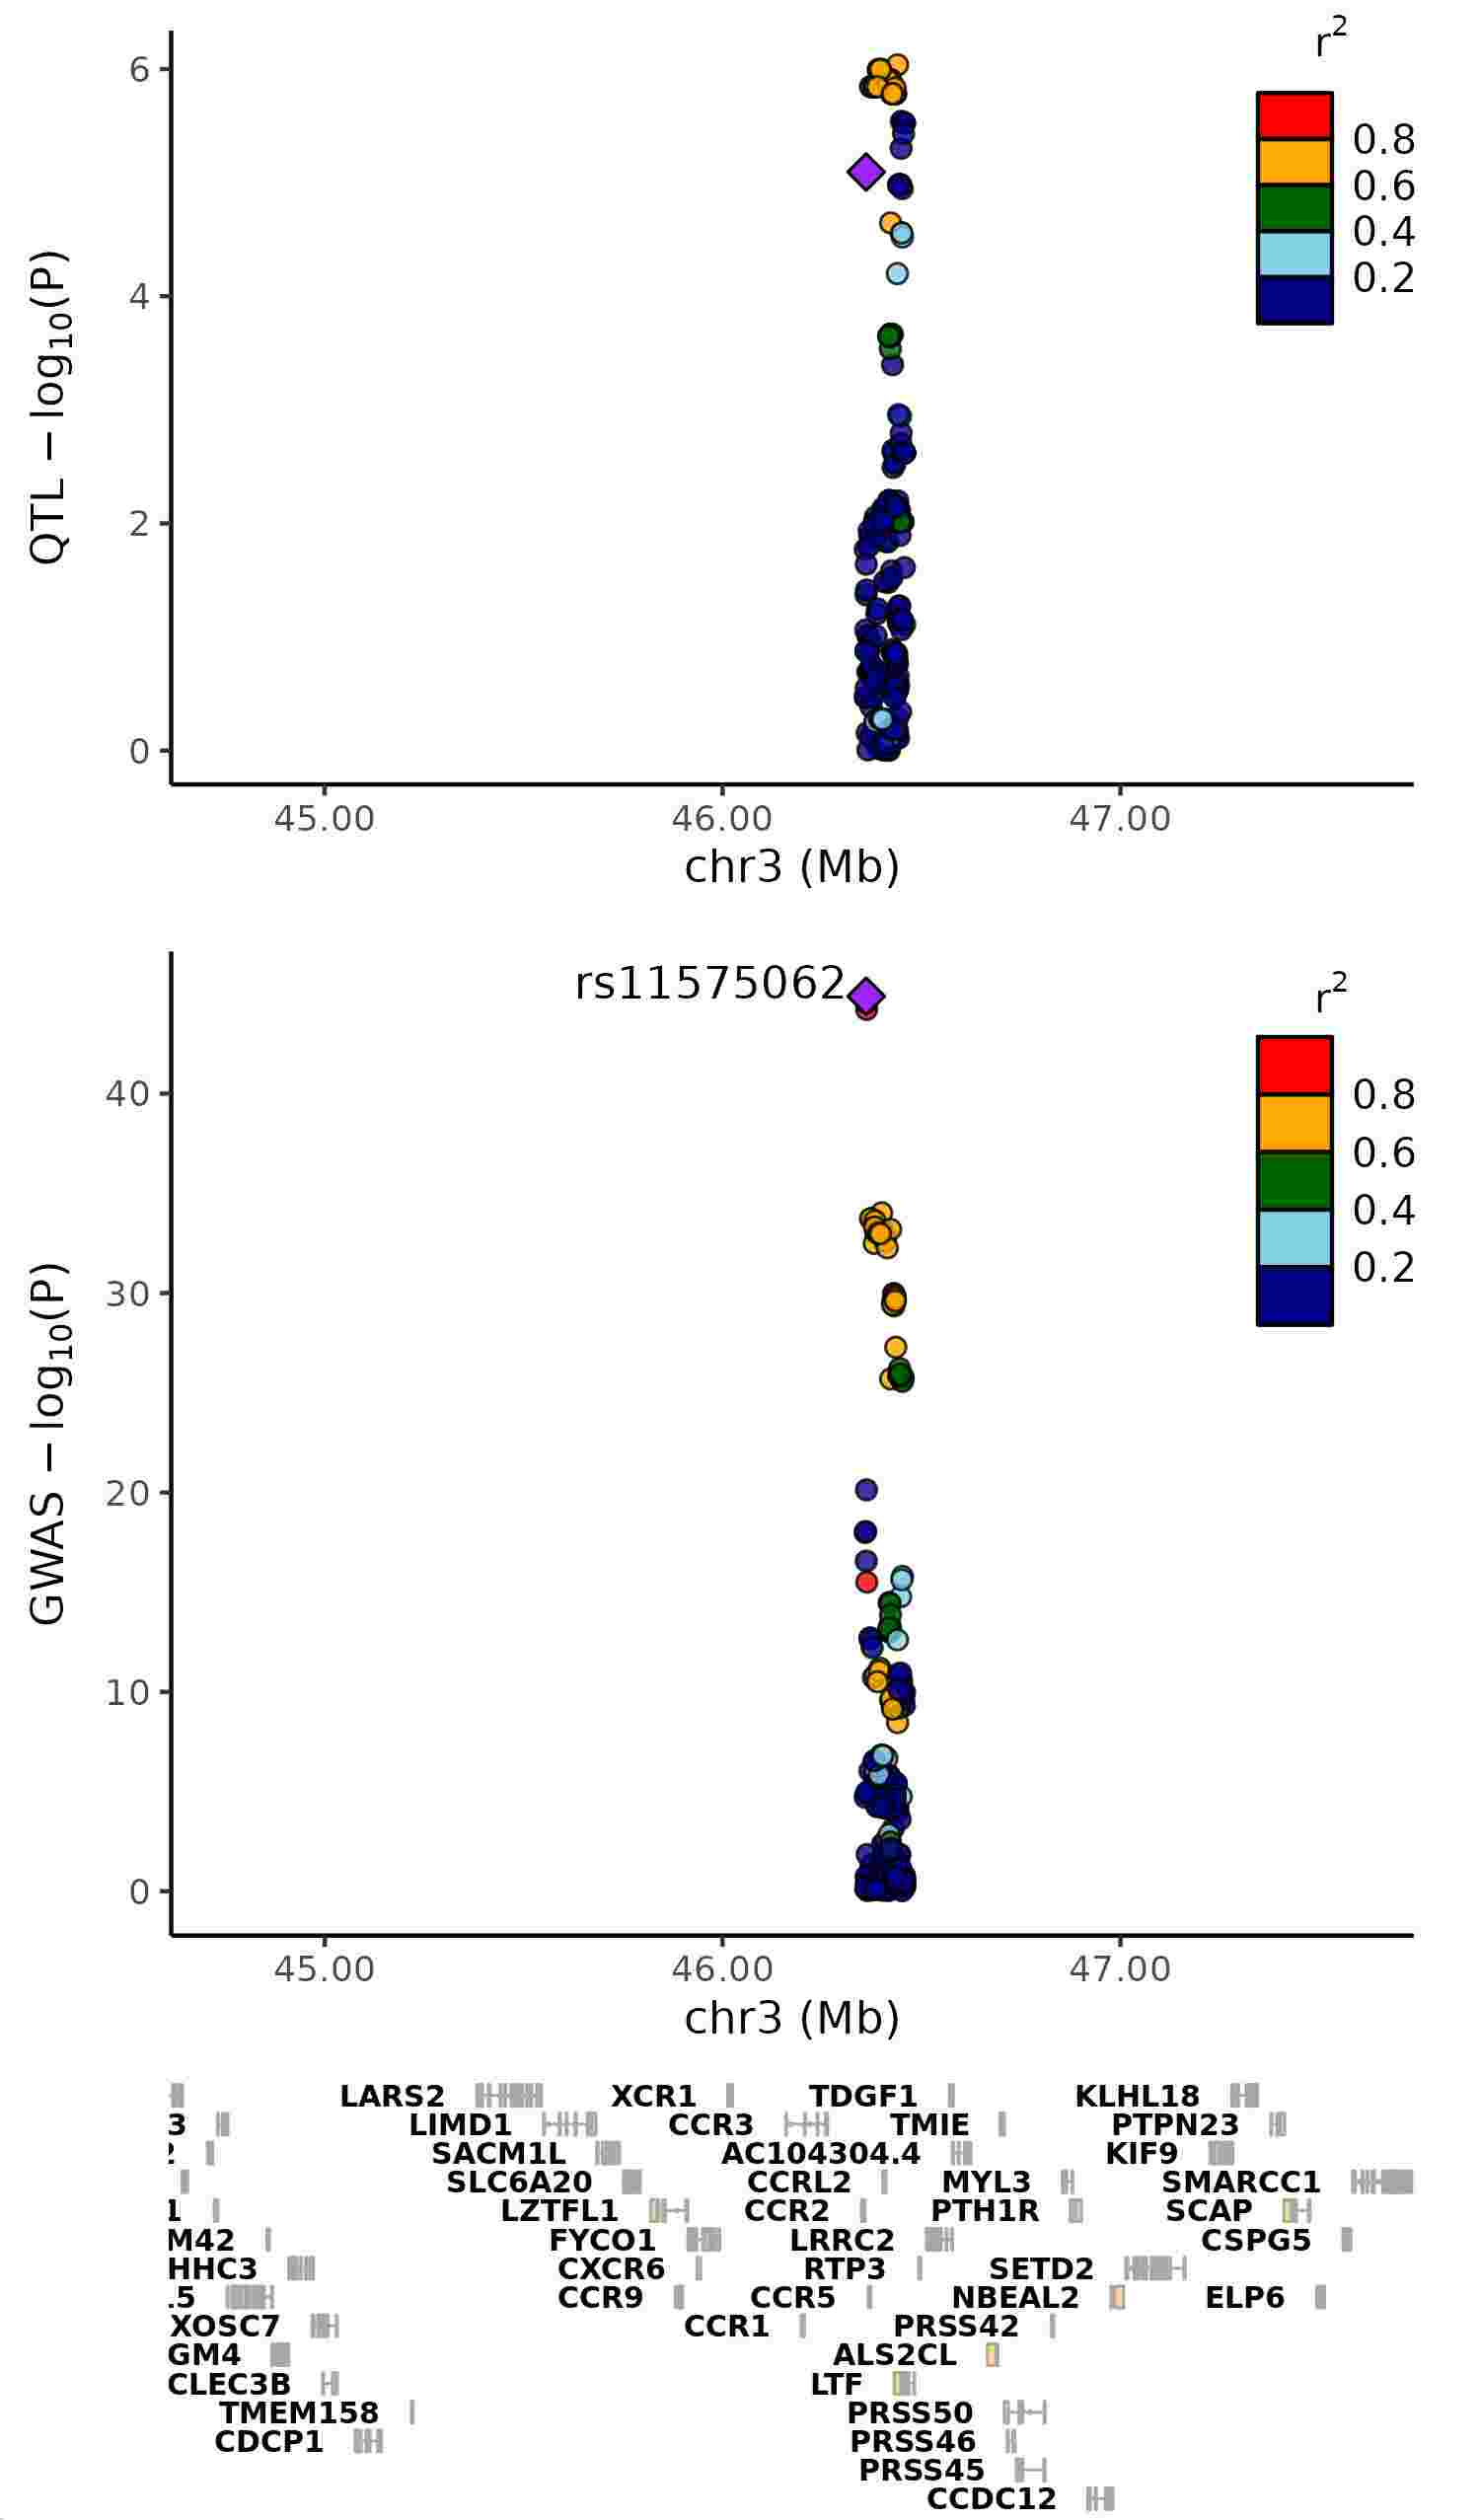 r2
6
0.8
0.6
0.4
0.2
4
2
0
QTL −log10(P)
45.00 46.00 47.00
chr3 (Mb)
rs11575062
r2
0.8
0.6
0.4
0.2
40
30
20
10
0
GWAS −log10(P)
45.00 46.00 47.00
chr3 (Mb)
LARS2 XCR1 TDGF1 KLHL18
3 LIMD1 CCR3 TMIE PTPN23
SACM1L AC104304.4 KIF9
SLC6A20 CCRL2 MYL3 SMARCC1
1 LZTFL1 CCR2 PTH1R SCAP
M42 FYCO1 LRRC2 CSPG5
HHC3 CXCR6 RTP3 SETD2
.5 CCR9 CCR5 NBEAL2 ELP6
XOSC7 CCR1 PRSS42
GM4 ALS2CL
CLEC3B LTF
TMEM158 PRSS50
CDCP1 PRSS46
PRSS45
CCDC12